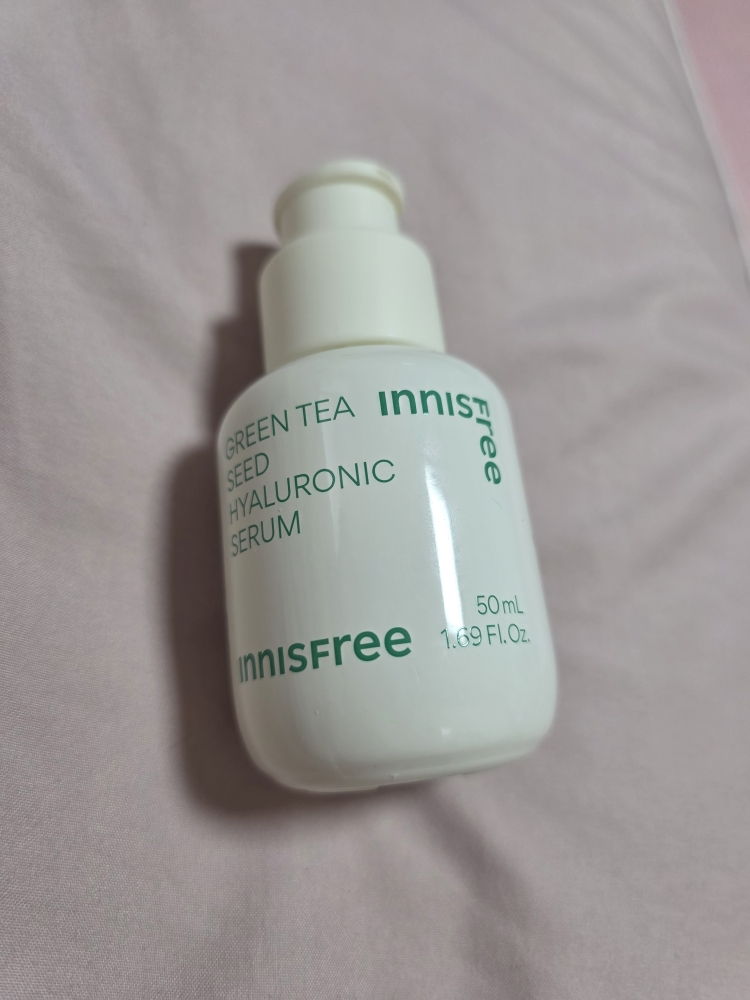 GREEN TEA
SEED
HYALURONIC
SERUM
INNISFree
50 mL
1.69 Fl. Oz.
INNISFree